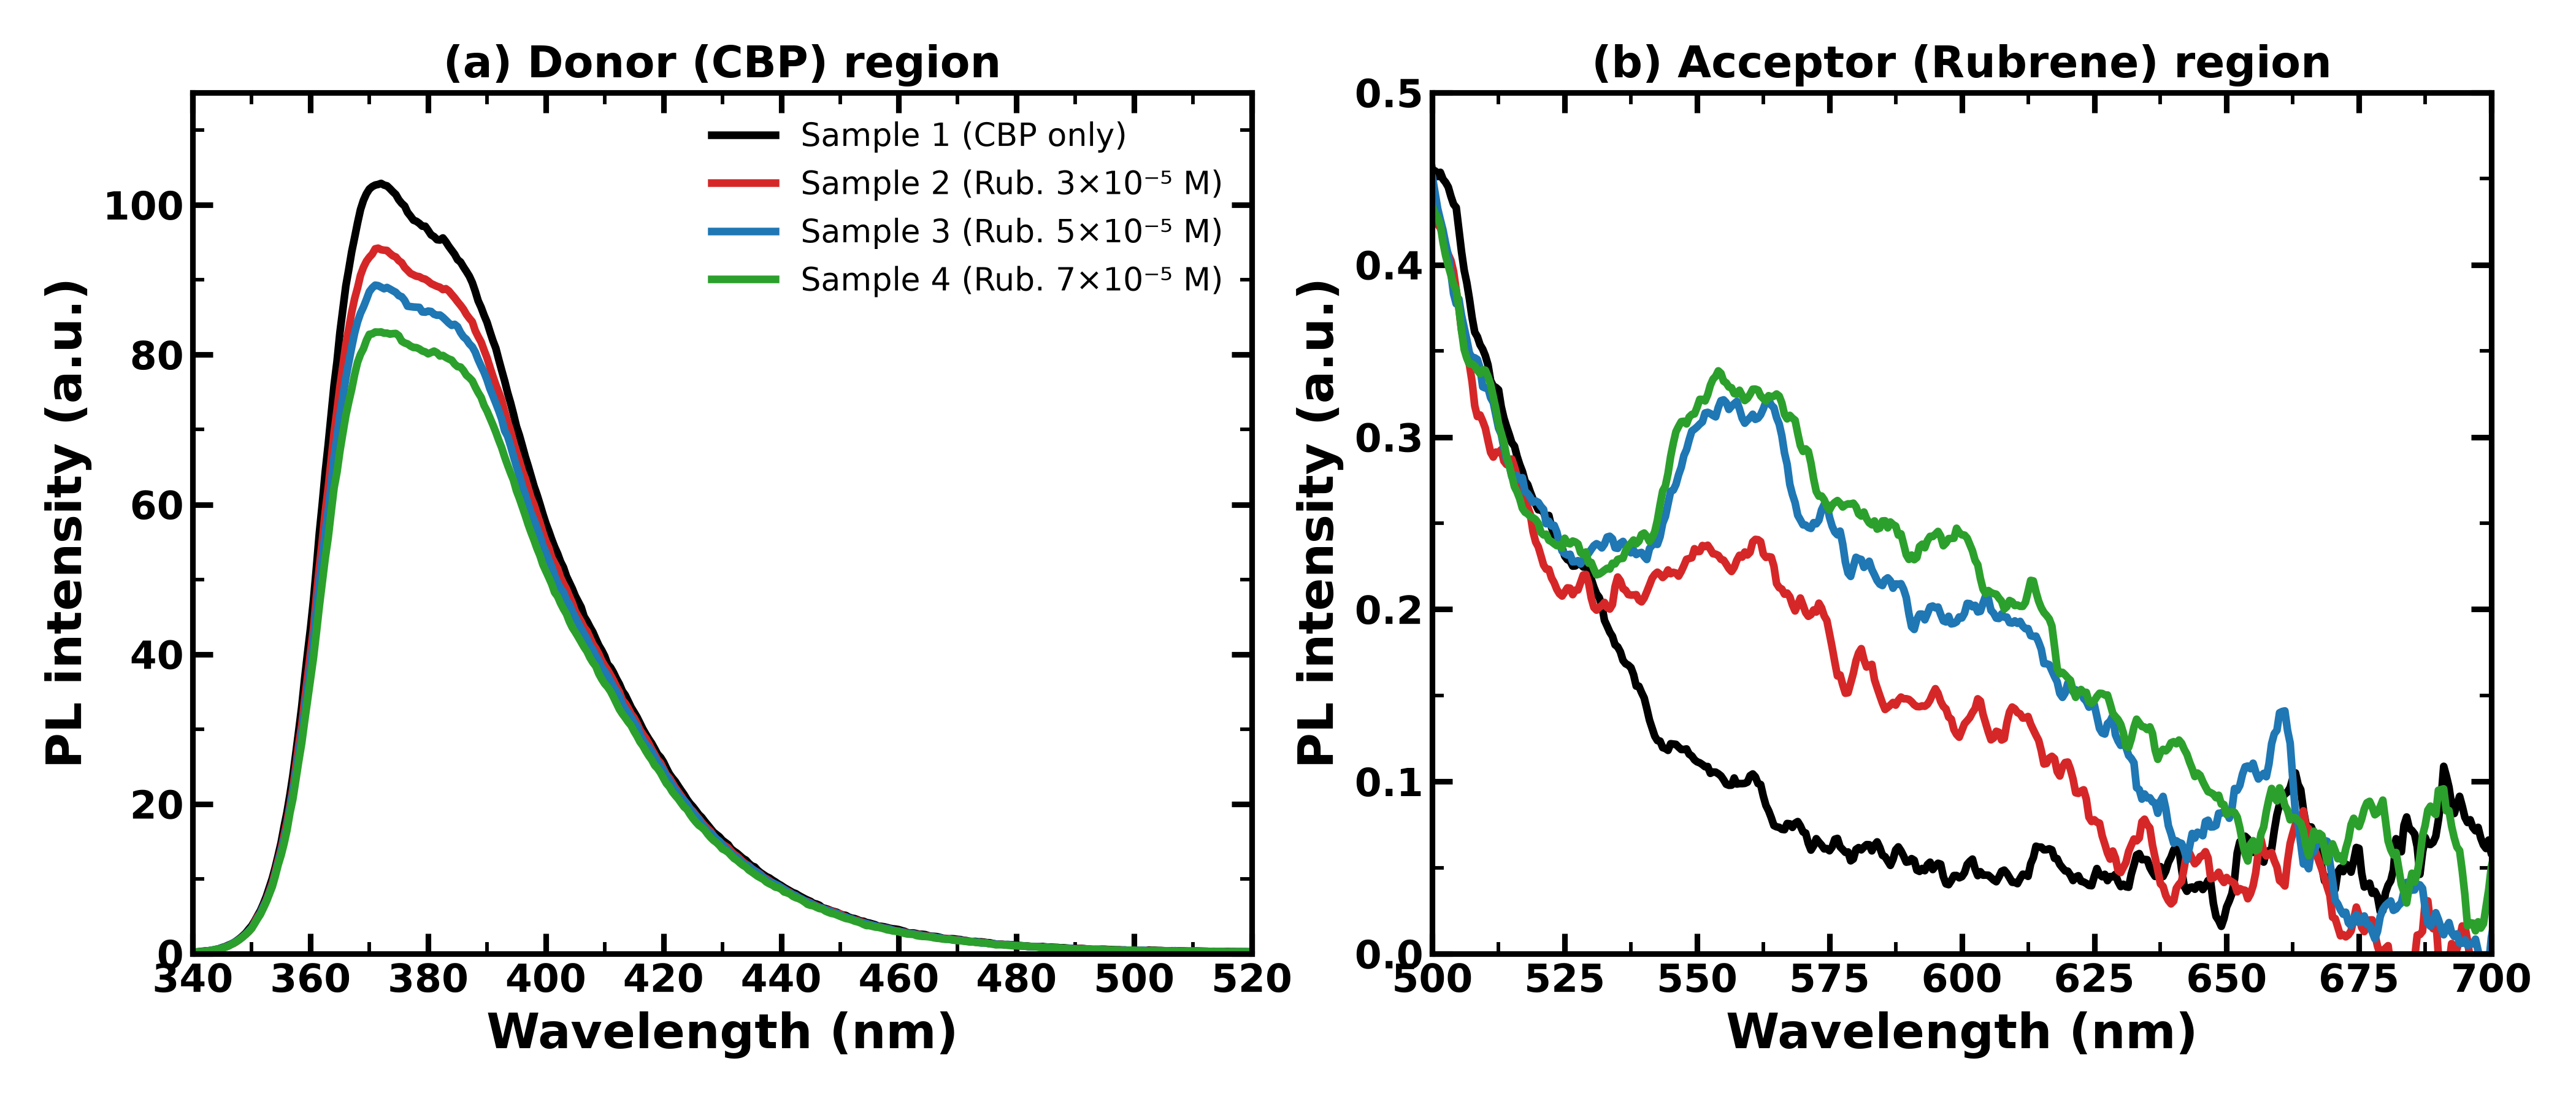 (a) Donor (CBP) region
PL intensity (a.u.)
100
80
60
40
20
0
340 360 380 400 420 440 460 480 500 520
Wavelength (nm)
Sample 1 (CBP only)
Sample 2 (Rub. 3×10⁻⁵ M)
Sample 3 (Rub. 5×10⁻⁵ M)
Sample 4 (Rub. 7×10⁻⁵ M)
(b) Acceptor (Rubrene) region
PL intensity (a.u.)
0.5
0.4
0.3
0.2
0.1
0.0
500 525 550 575 600 625 650 675 700
Wavelength (nm)